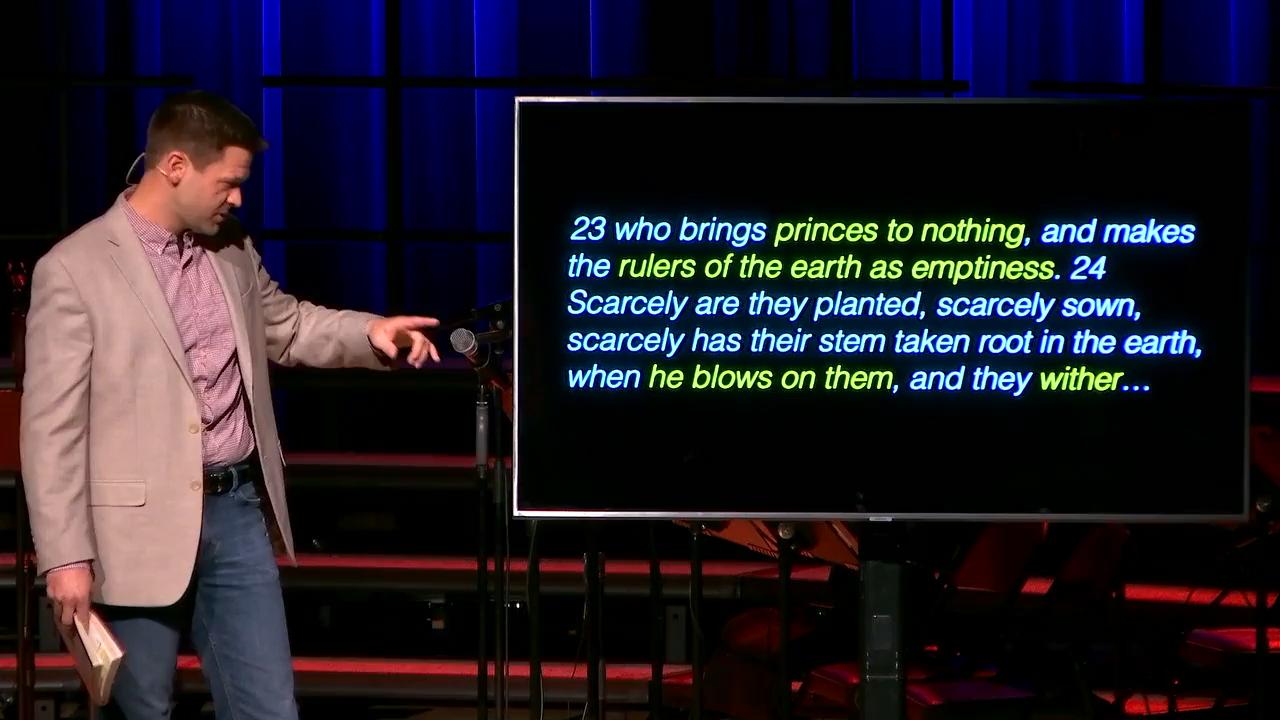 23 who brings princes to nothing, and makes
the rulers of the earth as emptiness. 24
Scarcely are they planted, scarcely sown,
scarcely has their stem taken root in the earth,
when he blows on them, and they wither…